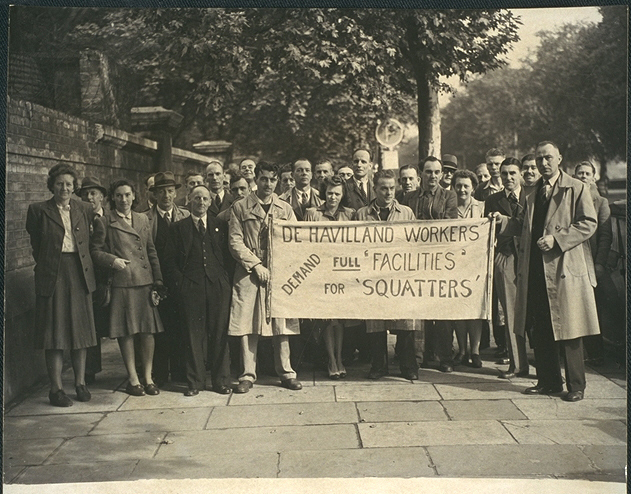 DE HAVILLAND WORKERS
DEMAND FULL "FACILITIES"
FOR 'SQUATTERS'